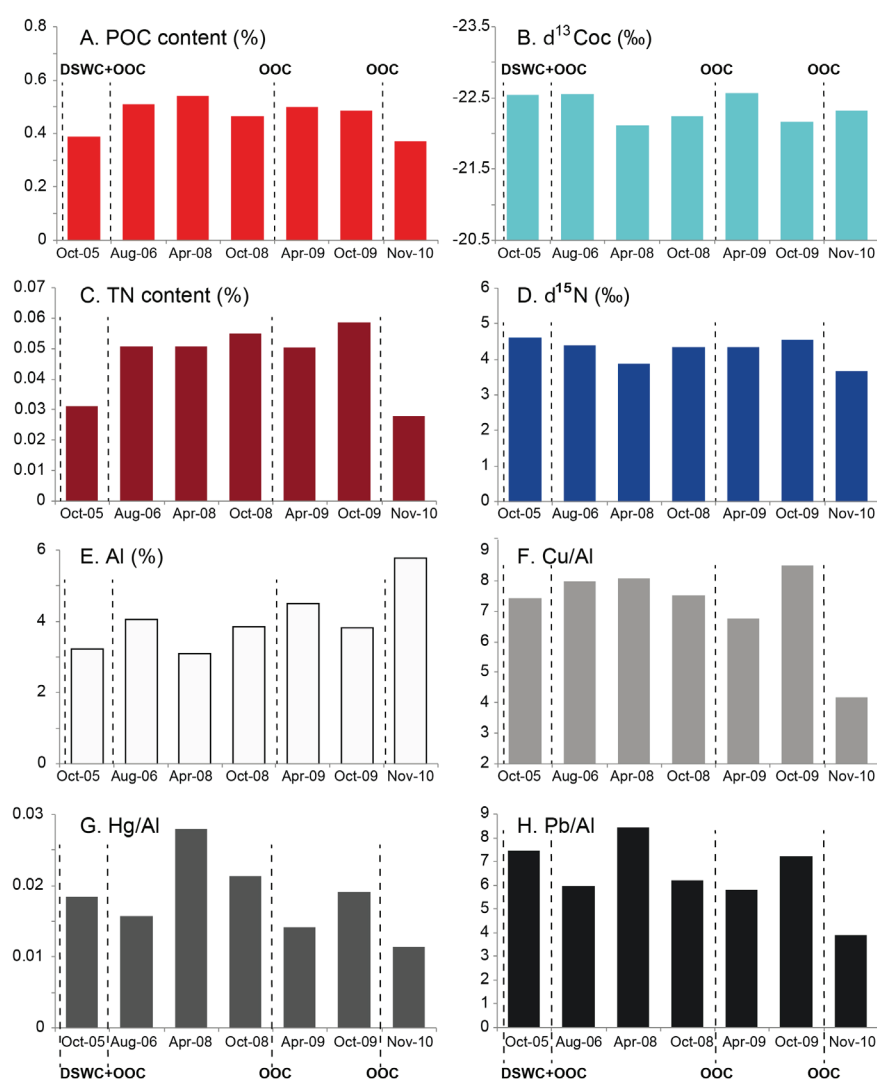 A. POC content (%)
0.8
0.6
0.4
0.2
0
DSWC+OOC
OOC
OOC
Oct-05 Aug-06 Apr-08 Oct-08 Apr-09 Oct-09 Nov-10
B. d¹³Coc (‰)
-23.5
-22.5
-21.5
-20.5
DSWC+OOC
OOC
OOC
Oct-05 Aug-06 Apr-08 Oct-08 Apr-09 Oct-09 Nov-10
C. TN content (%)
0.07
0.06
0.05
0.04
0.03
0.02
0.01
0
Oct-05 Aug-06 Apr-08 Oct-08 Apr-09 Oct-09 Nov-10
D. d¹⁵N (‰)
6
5
4
3
2
1
0
Oct-05 Aug-06 Apr-08 Oct-08 Apr-09 Oct-09 Nov-10
E. Al (%)
6
4
2
0
Oct-05 Aug-06 Apr-08 Oct-08 Apr-09 Oct-09 Nov-10
F. Cu/Al
9
8
7
6
5
4
3
2
Oct-05 Aug-06 Apr-08 Oct-08 Apr-09 Oct-09 Nov-10
G. Hg/Al
0.03
0.02
0.01
0
Oct-05 Aug-06 Apr-08 Oct-08 Apr-09 Oct-09 Nov-10
DSWC+OOC
OOC
OOC
H. Pb/Al
9
8
7
6
5
4
3
2
1
0
Oct-05 Aug-06 Apr-08 Oct-08 Apr-09 Oct-09 Nov-10
DSWC+OOC
OOC
OOC